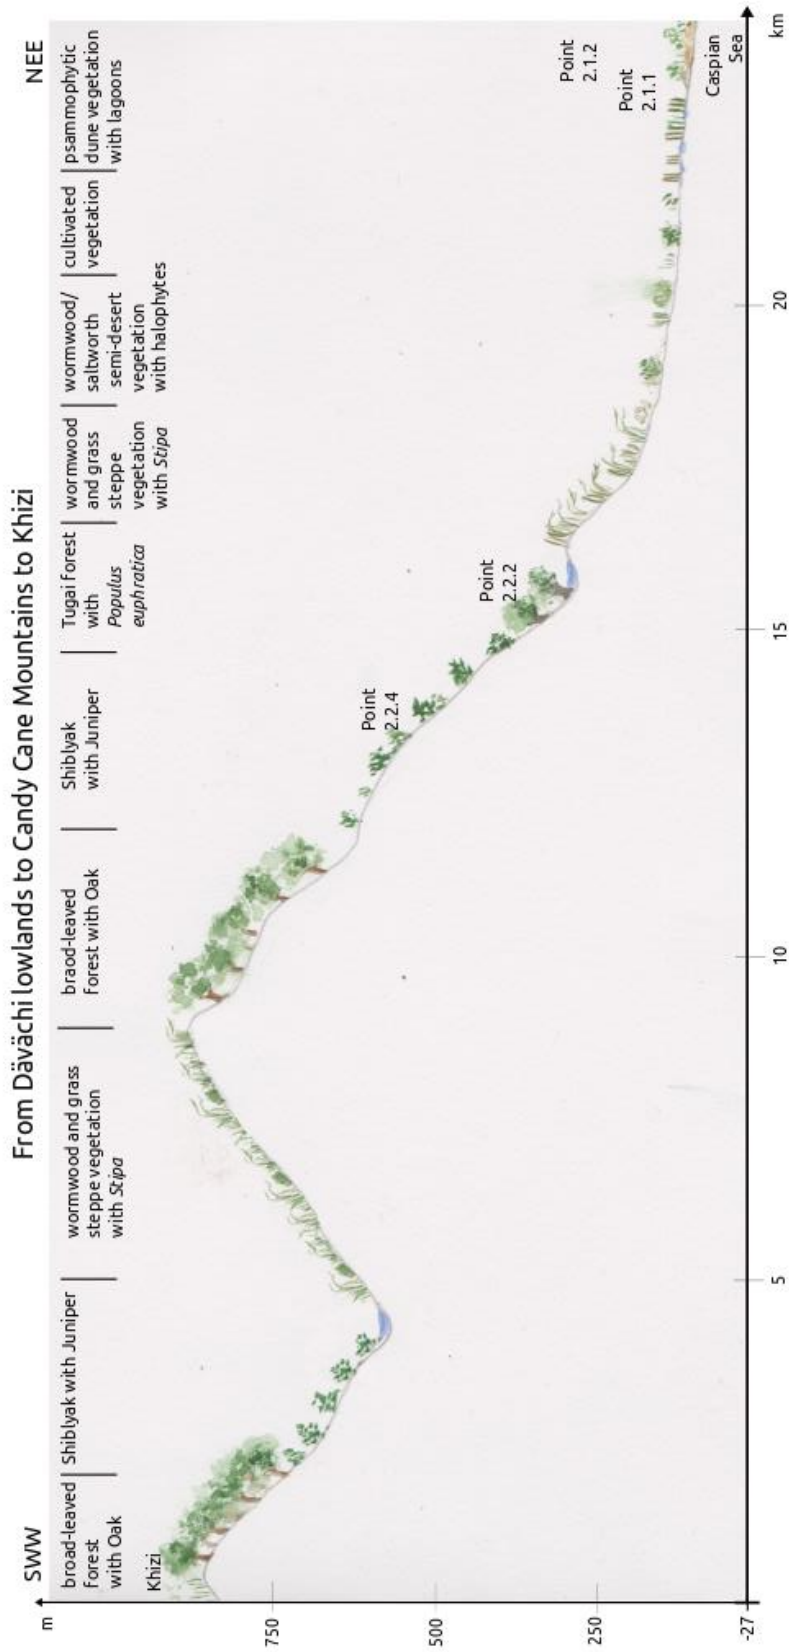 From Däväçhi lowlands to Candy Cane Mountains to Khizi
SWW
NEE
broad-leaved
Forest
with Oak
Shiblyak with Juniper
wormwood and grass
steppe vegetation
with Stipa
braod-leaved
Forest with Oak
Shiblyak
with Juniper
Tugai Forest
with
Populus
euphratica
wormwood
and grass
steppe
vegetation
with Stipa
wormwood/
saltworth
semi-desert
vegetation
with halophytes
cultivated
vegetation
psammophytic
dune vegetation
with lagoons
m
Khizi
750
500
250
-27
Point
2.2.4
Point
2.2.2
Point
2.1.2
Point
2.1.1
Caspian
Sea
5
10
15
20
km